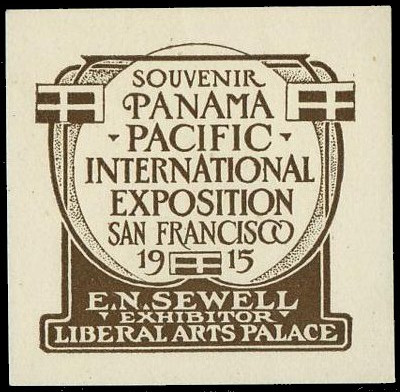 SOUVENIR
PANAMA
PACIFIC
INTERNATIONAL
EXPOSITION
SAN FRANCISCO
1915
E.N.SEWELL
EXHIBITOR
LIBERAL ARTS PALACE